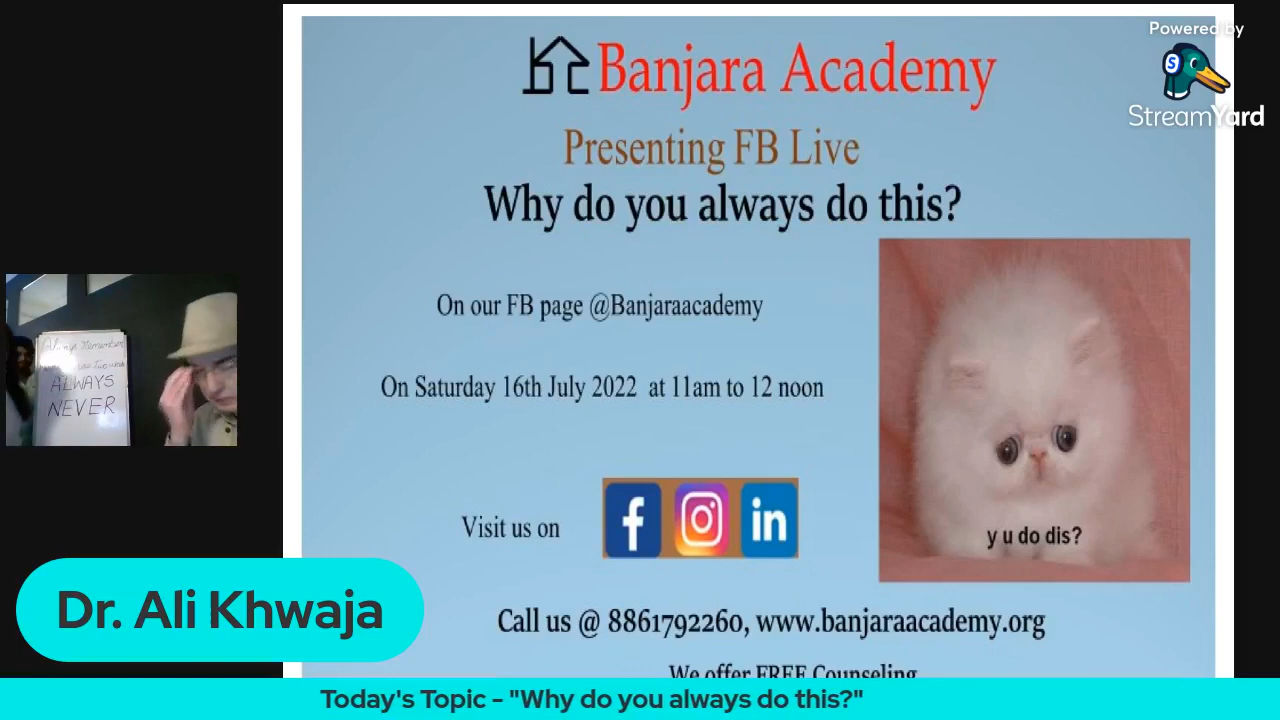 Powered by
S
StreamYard
Banjara Academy
Presenting FB Live
Why do you always do this?
On our FB page @Banjaraacademy
On Saturday 16th July 2022 at 11am to 12 noon
Visit us on
f
in
y u do dis?
Call us @ 8861792260, www.banjaraacademy.org
We offer FREE Counseling
Remember
ALWAYS
NEVER
Dr. Ali Khwaja
Today's Topic - "Why do you always do this?"